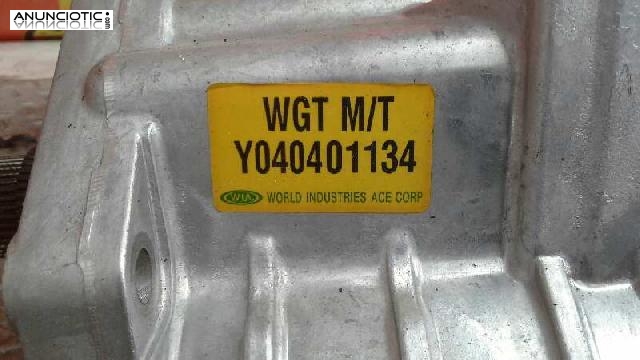 ANUNCIOTIC.com
WGT M/T
Y040401134
WIA WORLD INDUSTRIES ACE CORP